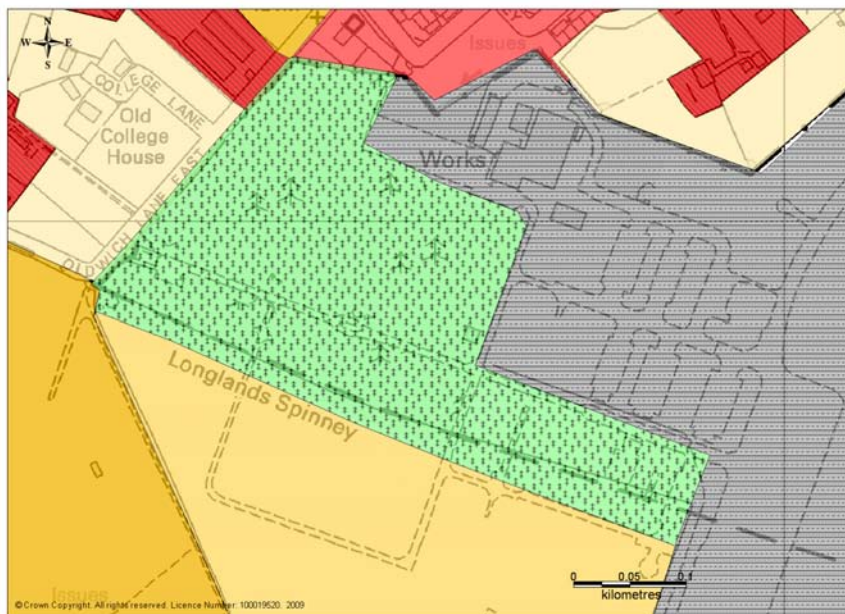 N
W E
S
Issues
COLLEGE LANE
Old
College
House
Works
OLDWICH LANE EAST
Longlands Spinney
0 0.05 0.1
kilometres
Issues
© Crown Copyright. All rights reserved. Licence Number: 100019520. 2009